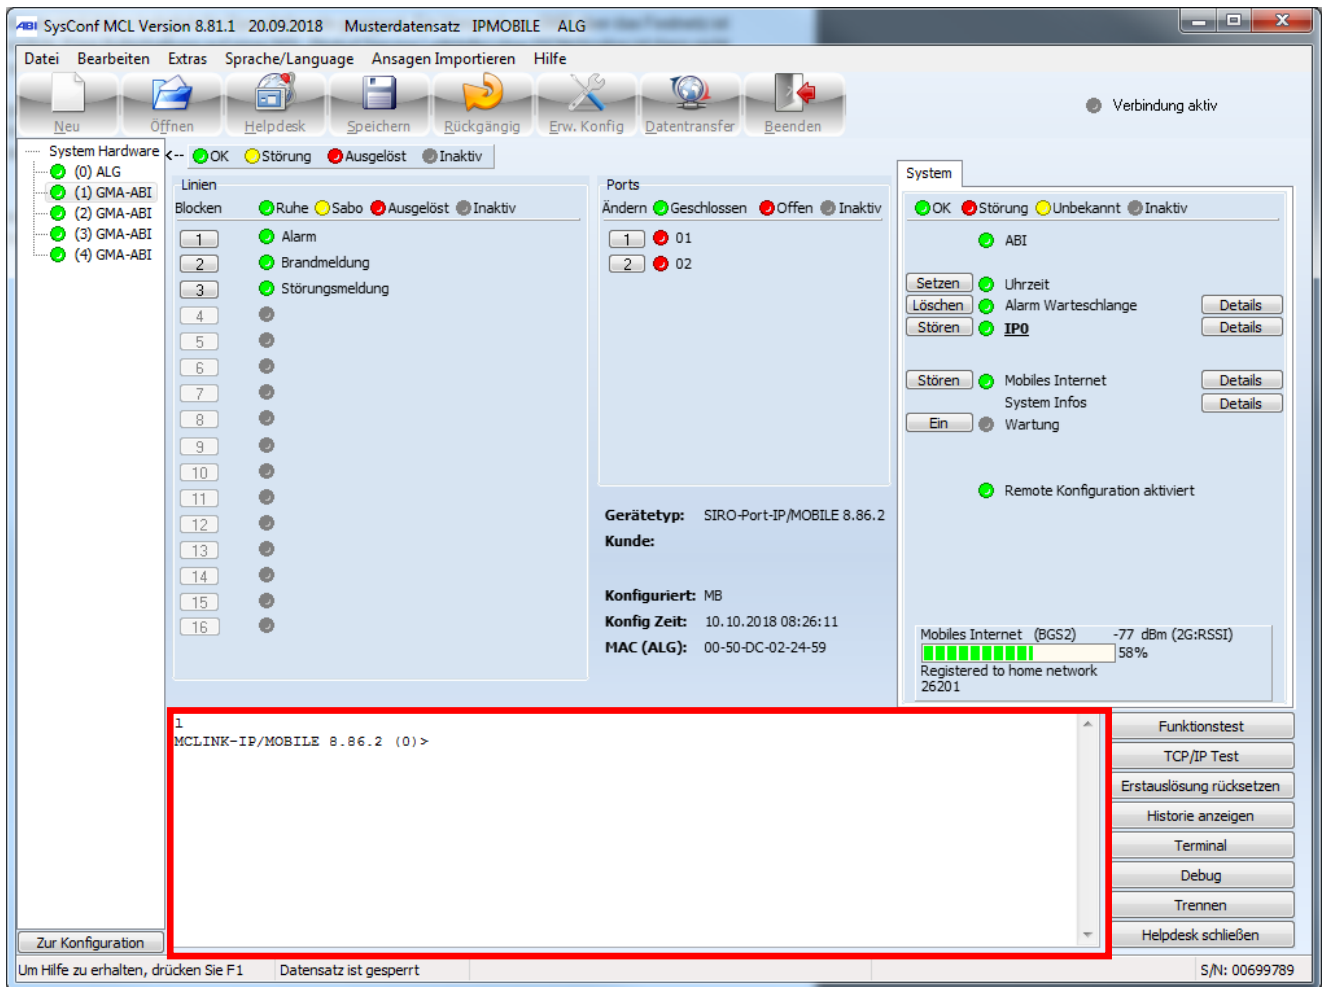 ABI SysConf MCL Version 8.81.1 20.09.2018 Musterdatensatz IPMOBILE ALG
Datei Bearbeiten Extras Sprache/Language Ansagen Importieren Hilfe
Neu Öffnen Helpdesk Speichern Rückgängig Erw. Konfig Datentransfer Beenden
Verbindung aktiv
System Hardware
(0) ALG
(1) GMA-ABI
(2) GMA-ABI
(3) GMA-ABI
(4) GMA-ABI
<-- OK Störung Ausgelöst Inaktiv
Linien
Blocken Ruhe Sabo Ausgelöst Inaktiv
1 Alarm
2 Brandmeldung
3 Störungsmeldung
4
5
6
7
8
9
10
11
12
13
14
15
16
Ports
Ändern Geschlossen Offen Inaktiv
1 01
2 02
Gerätetyp: SIRO-Port-IP/MOBILE 8.86.2
Kunde:
Konfiguriert: MB
Konfig Zeit: 10.10.2018 08:26:11
MAC (ALG): 00-50-DC-02-24-59
System
OK Störung Unbekannt Inaktiv
ABI
Setzen Uhrzeit
Löschen Alarm Warteschlange Details
Stören IP0 Details
Stören Mobiles Internet Details
System Infos Details
Ein Wartung
Remote Konfiguration aktiviert
Mobiles Internet (BGS2) -77 dBm (2G:RSSI)
58%
Registered to home network
26201
l
MCLINK-IP/MOBILE 8.86.2 (0)>
Funktionstest
TCP/IP Test
Erstauslösung rücksetzen
Historie anzeigen
Terminal
Debug
Trennen
Helpdesk schließen
Zur Konfiguration
Um Hilfe zu erhalten, drücken Sie F1 Datensatz ist gesperrt S/N: 00699789